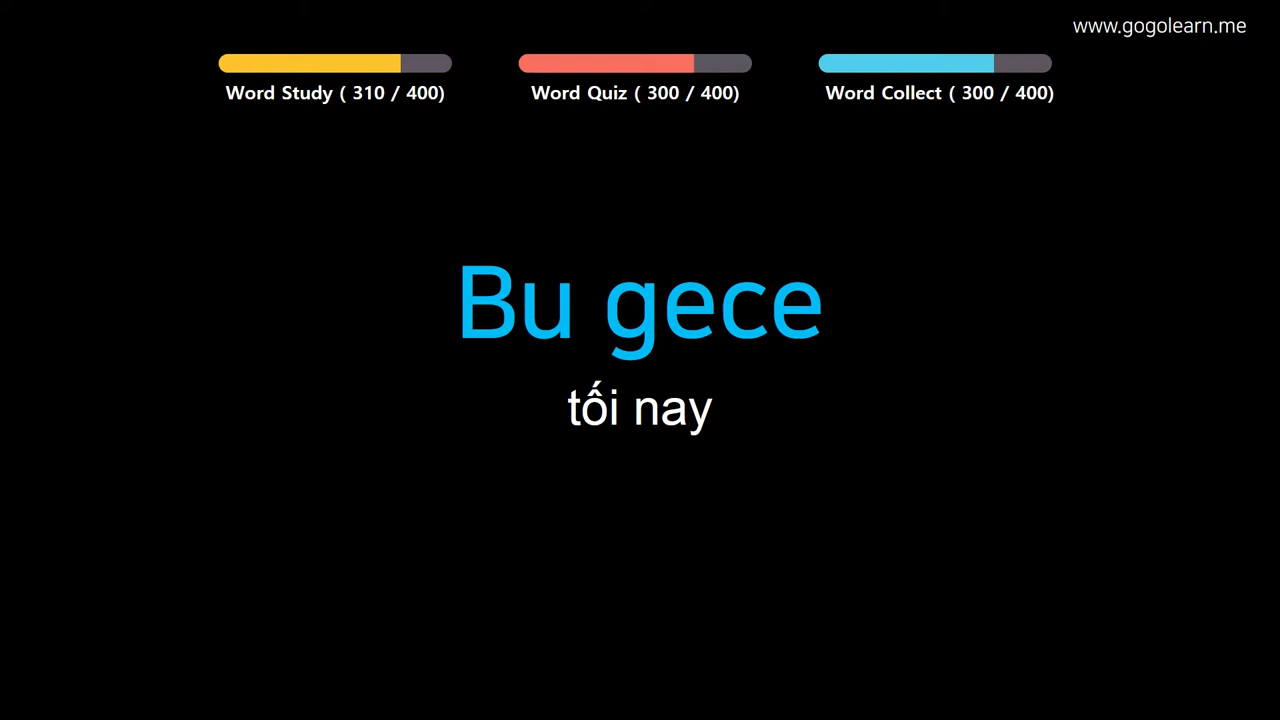 www.gogolearn.me
Word Study ( 310 / 400)
Word Quiz ( 300 / 400)
Word Collect ( 300 / 400)
Bu gece
tối nay